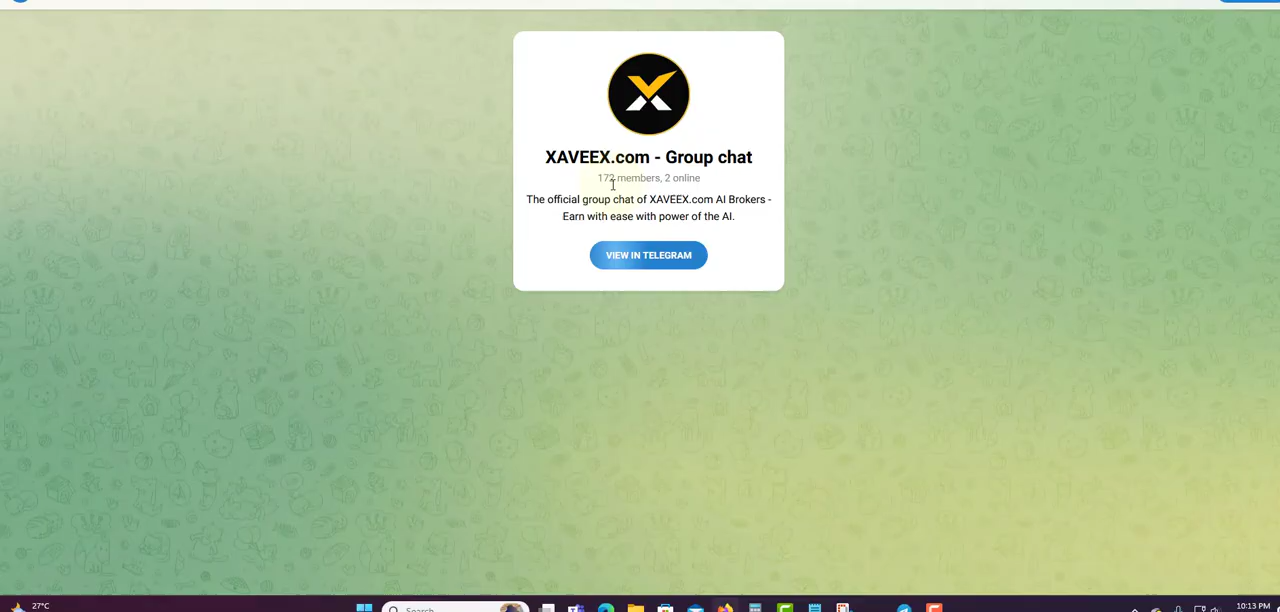 XAVEEX.com - Group chat
172 members, 2 online
The official group chat of XAVEEX.com AI Brokers -
Earn with ease with power of the AI.
VIEW IN TELEGRAM
27°C
Search
10:13 PM